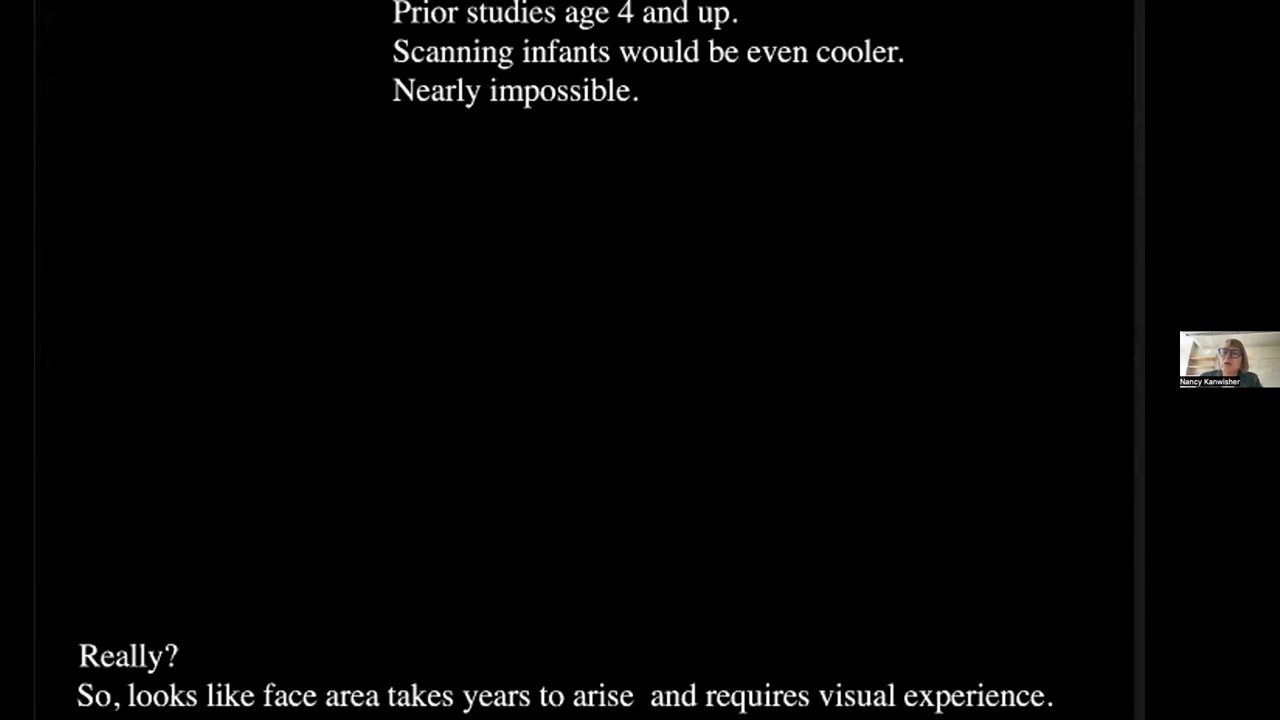 Prior studies age 4 and up.
Scanning infants would be even cooler.
Nearly impossible.
Nancy Kanwisher
Really?
So, looks like face area takes years to arise and requires visual experience.